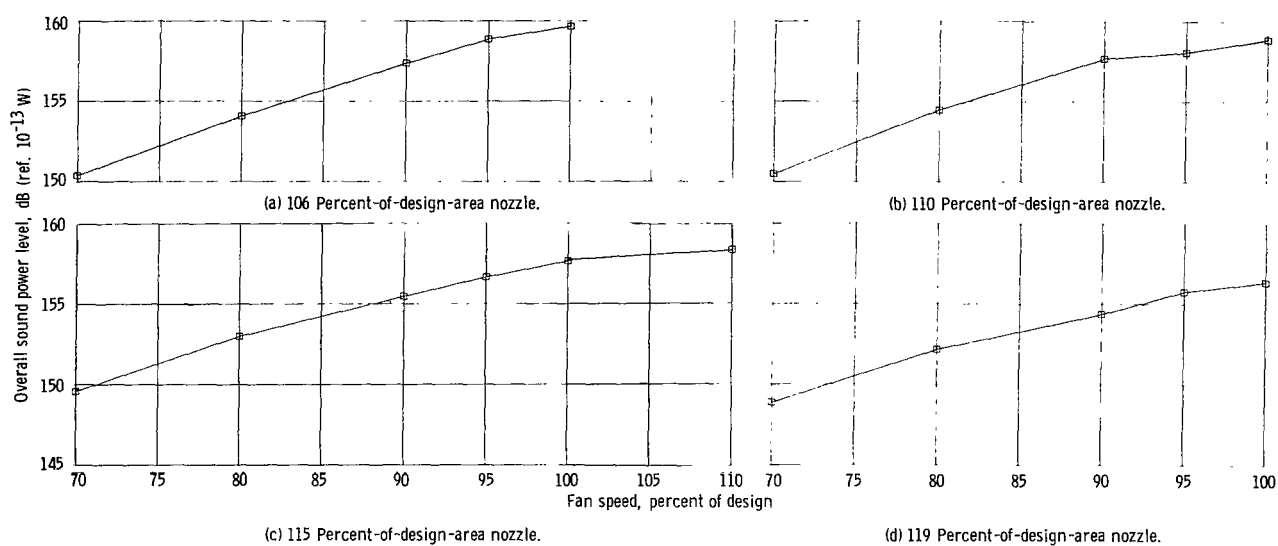 Overall sound power level, dB (ref. 10⁻¹³ W)
160
155
150
(a) 106 Percent-of-design-area nozzle.
(b) 110 Percent-of-design-area nozzle.
160
155
150
145
70 75 80 85 90 95 100 105 110
70 75 80 85 90 95 100
Fan speed, percent of design
(c) 115 Percent-of-design-area nozzle.
(d) 119 Percent-of-design-area nozzle.